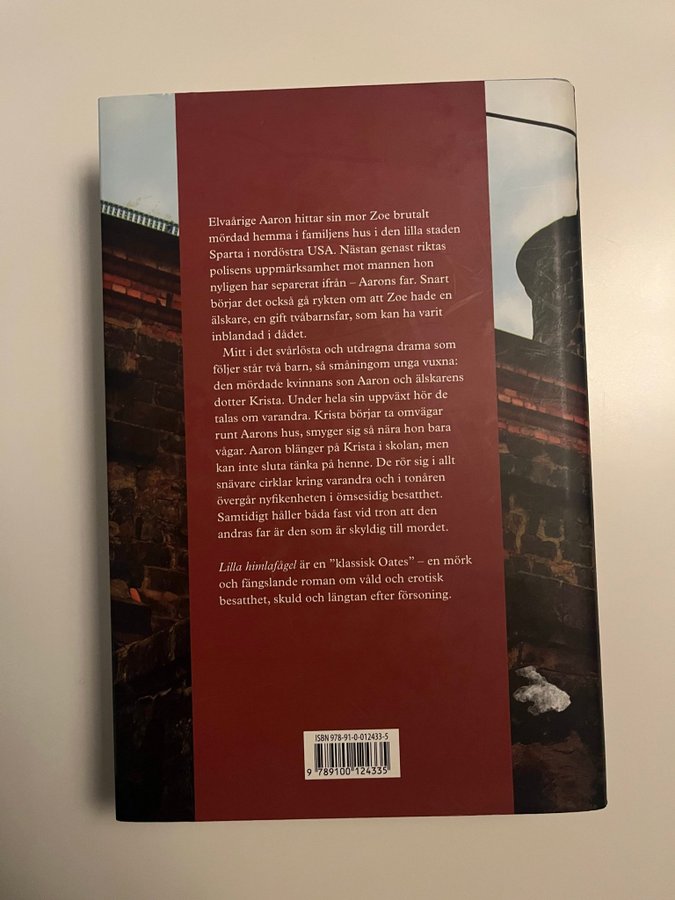 Elvaårige Aaron hittar sin mor Zoe brutalt
mördad hemma i familjens hus i den lilla staden
Sparta i nordöstra USA. Nästan genast riktas
polisens uppmärksamhet mot mannen hon
nyligen har separerat ifrån – Aarons far. Snart
börjar det också gå rykten om att Zoe hade en
älskare, en gift tvåbarnsfar, som kan ha varit
inblandad i dådet.
Mitt i det svårlösta och utdragna drama som
följer står två barn, så småningom unga vuxna:
den mördade kvinnans son Aaron och älskarens
dotter Krista. Under hela sin uppväxt hör de
talas om varandra. Krista börjar ta omvägar
runt Aarons hus, smyger sig så nära hon bara
vågar. Aaron blänger på Krista i skolan, men
kan inte sluta tänka på henne. De rör sig i allt
snävare cirklar kring varandra och i tonåren
övergår nyfikenheten i ömsesidig besatthet.
Samtidigt håller båda fast vid tron att den
andras far är den som är skyldig till mordet.
Lilla himlafågel är en ”klassisk Oates” – en mörk
och fängslande roman om våld och erotisk
besatthet, skuld och längtan efter försoning.
ISBN 978-91-0-012433-5
9 789100 124335